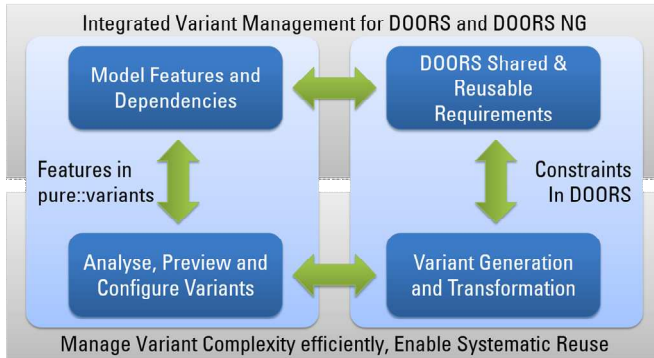 Integrated Variant Management for DOORS and DOORS NG
Model Features and
Dependencies
DOORS Shared &
Reusable
Requirements
Features in
pure::variants
Constraints
In DOORS
Analyse, Preview and
Configure Variants
Variant Generation
and Transformation
Manage Variant Complexity efficiently, Enable Systematic Reuse